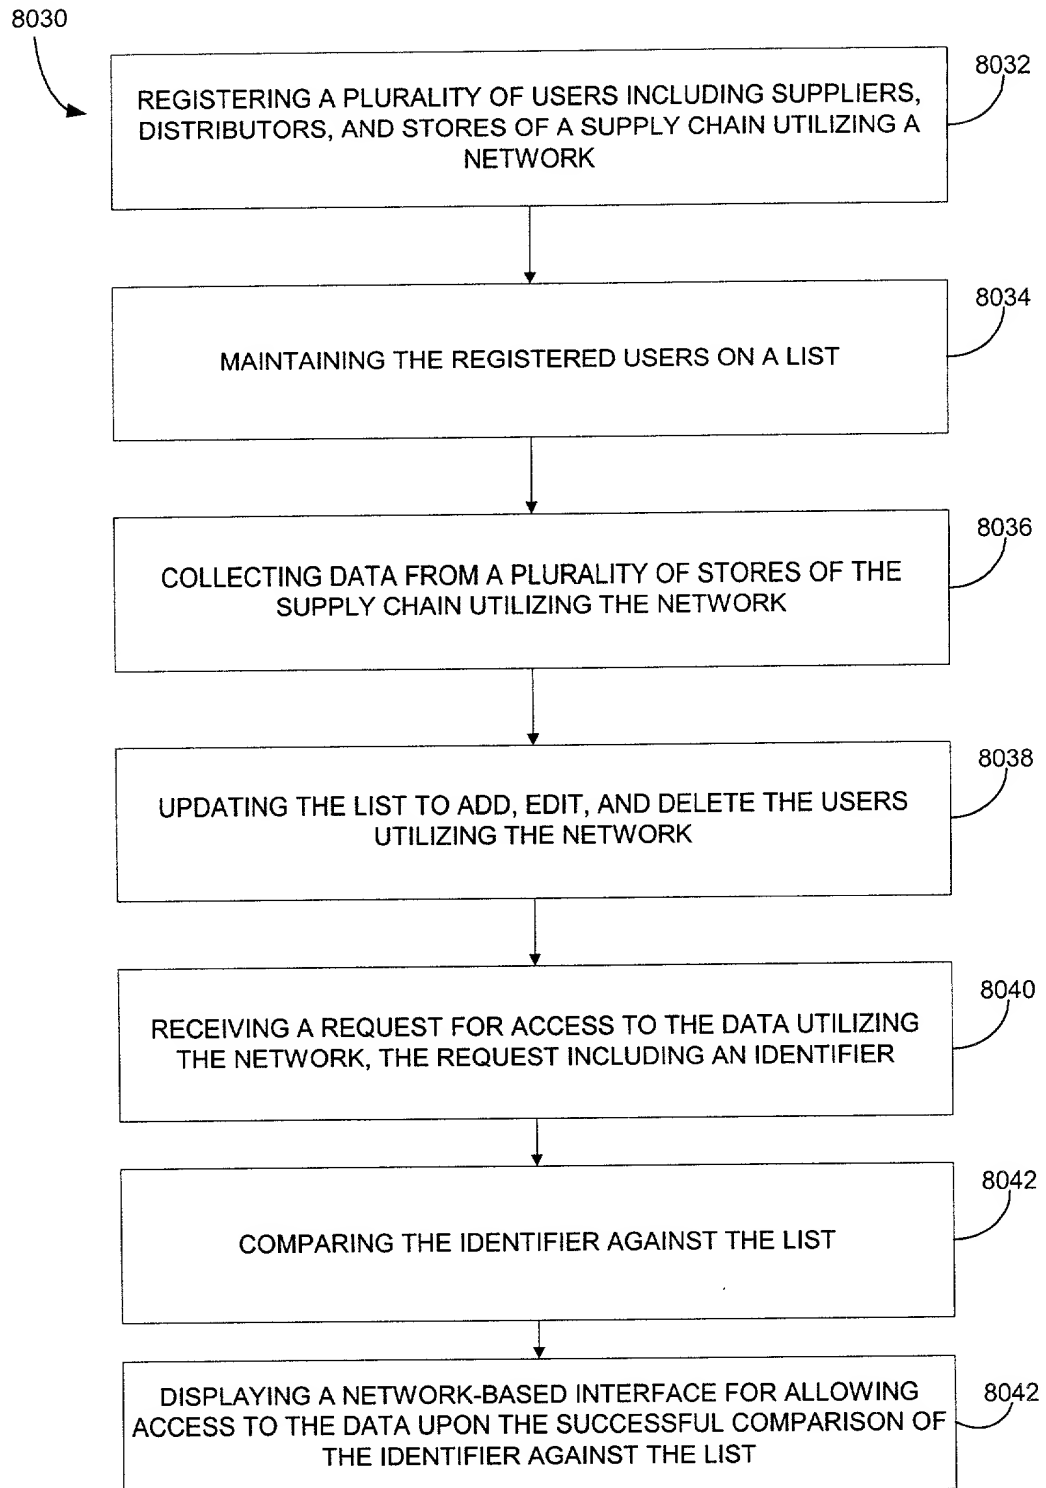 8030
8032
REGISTERING A PLURALITY OF USERS INCLUDING SUPPLIERS,
DISTRIBUTORS, AND STORES OF A SUPPLY CHAIN UTILIZING A
NETWORK
8034
MAINTAINING THE REGISTERED USERS ON A LIST
8036
COLLECTING DATA FROM A PLURALITY OF STORES OF THE
SUPPLY CHAIN UTILIZING THE NETWORK
8038
UPDATING THE LIST TO ADD, EDIT, AND DELETE THE USERS
UTILIZING THE NETWORK
8040
RECEIVING A REQUEST FOR ACCESS TO THE DATA UTILIZING
THE NETWORK, THE REQUEST INCLUDING AN IDENTIFIER
8042
COMPARING THE IDENTIFIER AGAINST THE LIST
8042
DISPLAYING A NETWORK-BASED INTERFACE FOR ALLOWING
ACCESS TO THE DATA UPON THE SUCCESSFUL COMPARISON OF
THE IDENTIFIER AGAINST THE LIST